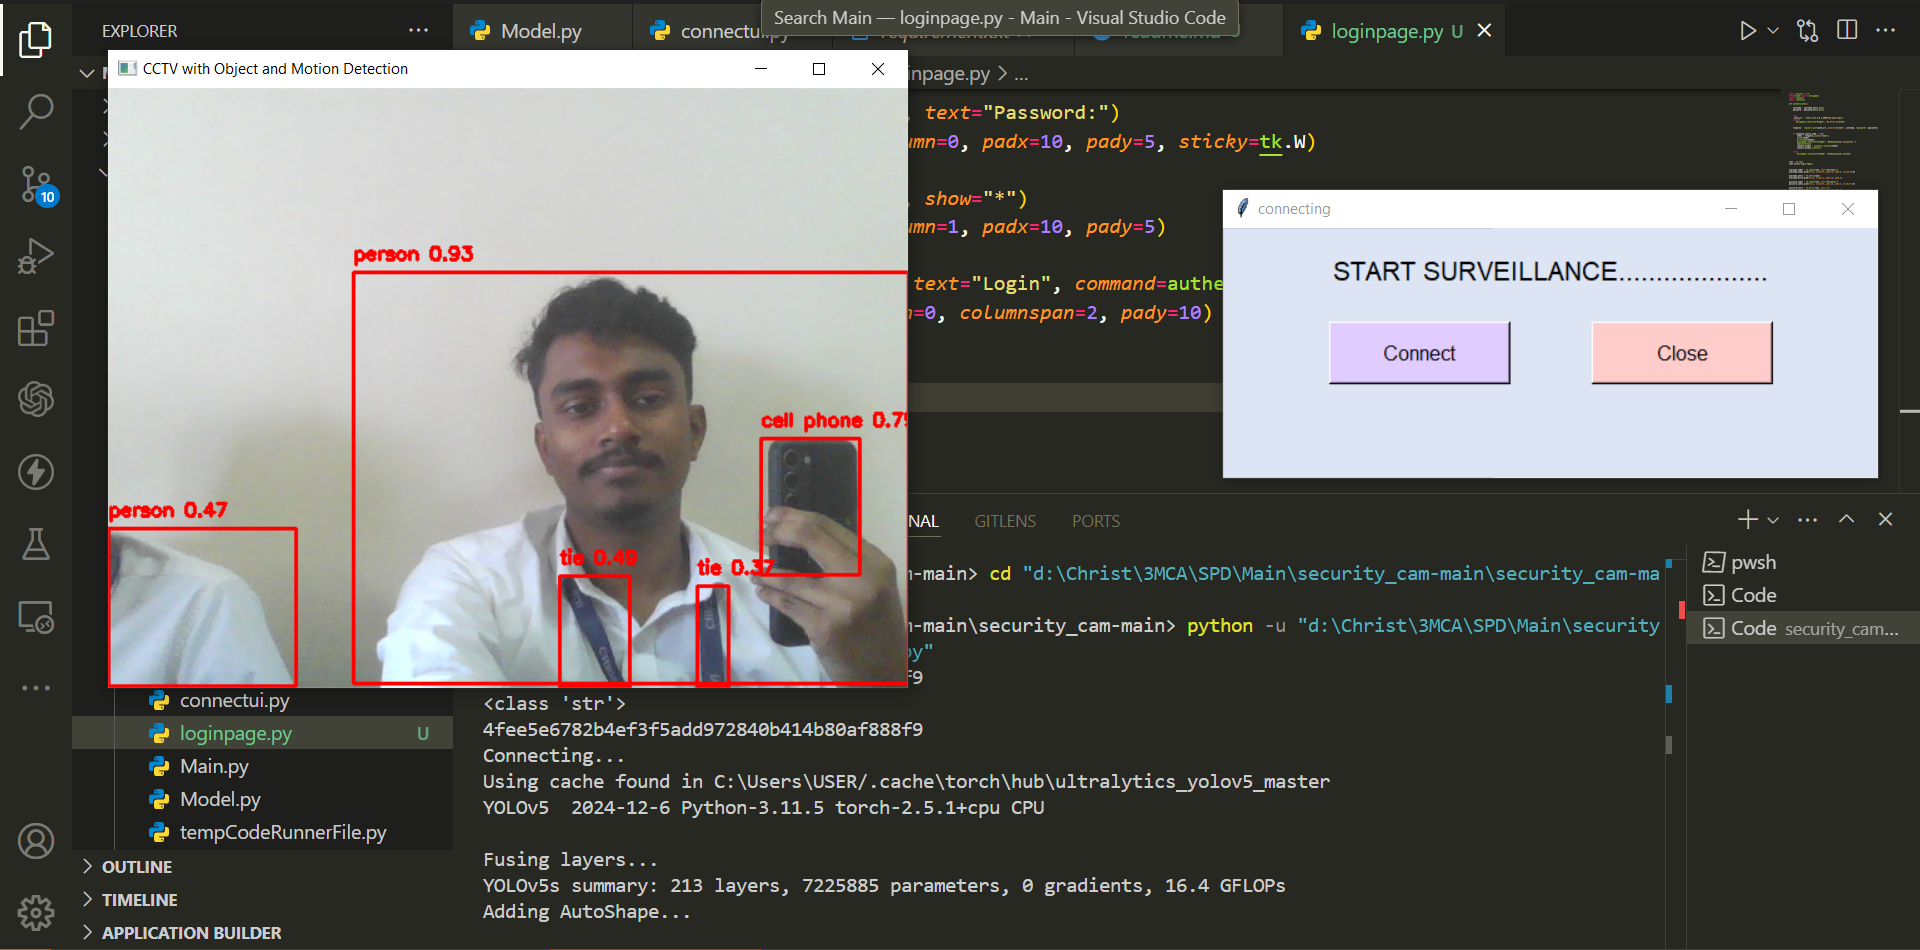 EXPLORER
Model.py
connectui.py
Search Main — loginpage.py - Main - Visual Studio Code
loginpage.py U
CCTV with Object and Motion Detection
inpage.py > ...
10
text="Password:")
umn=0, padx=10, pady=5, sticky=tk.W)
show="*")
umn=1, padx=10, pady=5)
text="Login", command=authe
n=0, columnspan=2, pady=10)
person 0.93
cell phone 0.79
person 0.47
tie 0.49
tie 0.37
connecting
START SURVEILLANCE....................
Connect
Close
NAL
GITLENS
PORTS
m-main> cd "d:\Christ\3MCA\SPD\Main\security_cam-main\security_cam-ma
m-main\security_cam-main> python -u "d:\Christ\3MCA\SPD\Main\security
py"
f9
<class 'str'>
4fee5e6782b4ef3f5add972840b414b80af888f9
Connecting...
Using cache found in C:\Users\USER/.cache\torch\hub\ultralytics_yolov5_master
YOLOv5 2024-12-6 Python-3.11.5 torch-2.5.1+cpu CPU
Fusing layers...
YOLOv5s summary: 213 layers, 7225885 parameters, 0 gradients, 16.4 GFLOPs
Adding AutoShape...
pwsh
Code
Code security_cam...
connectui.py
loginpage.py U
Main.py
Model.py
tempCodeRunnerFile.py
OUTLINE
TIMELINE
APPLICATION BUILDER